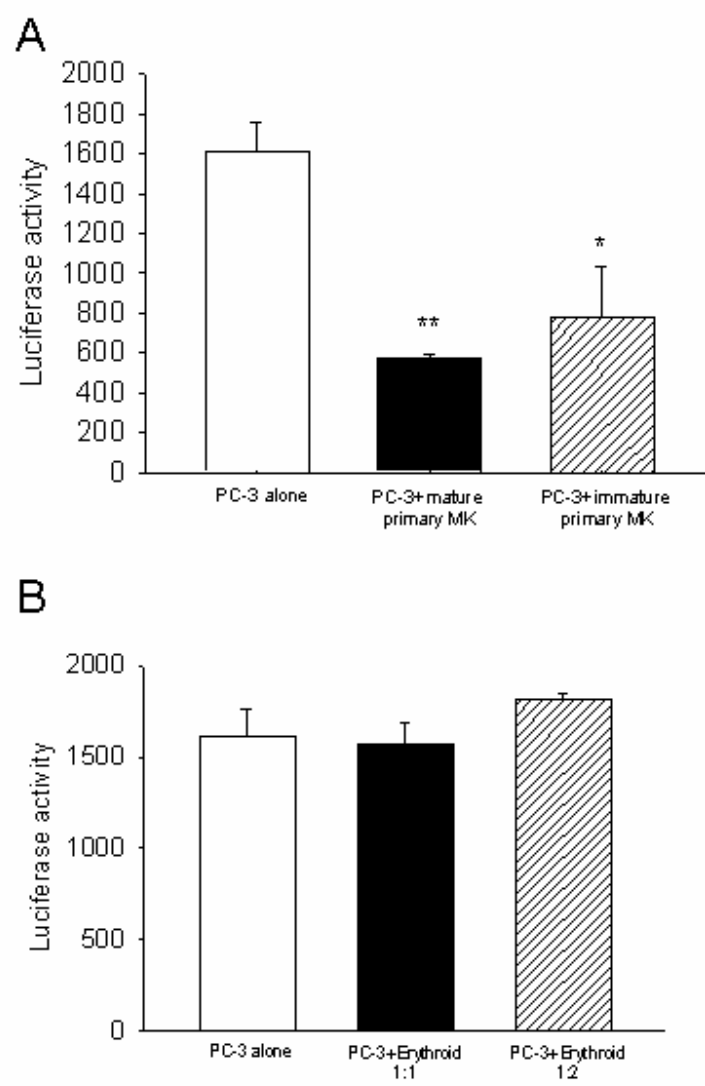 A
2000
1800
1600
1400
1200
1000
800
600
400
200
0
Luciferase activity
**
*
PC-3 alone
PC-3+mature
primary MK
PC-3+immature
primary MK
B
2000
1500
1000
500
0
Luciferase activity
PC-3 alone
PC-3+Erythroid
1:1
PC-3+Erythroid
1:2